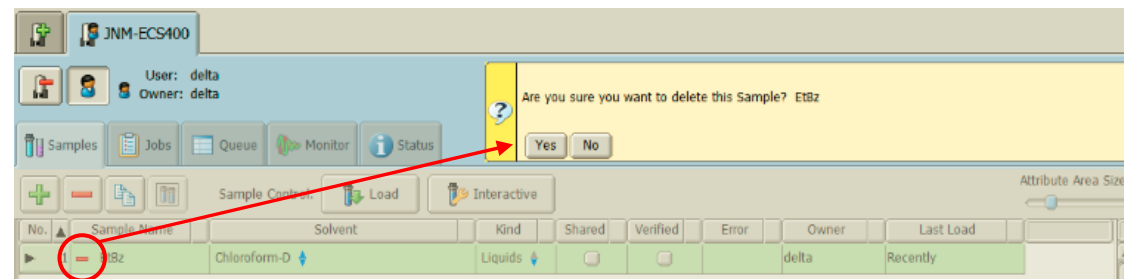 JNM-ECS400
User: delta
Owner: delta
Are you sure you want to delete this Sample? EtBz
Yes No
Samples Jobs Queue Monitor Status
Sample Control: Load Interactive
Attribute Area Size
No. Sample Name Solvent Kind Shared Verified Error Owner Last Load
1 EtBz Chloroform-D Liquids delta Recently